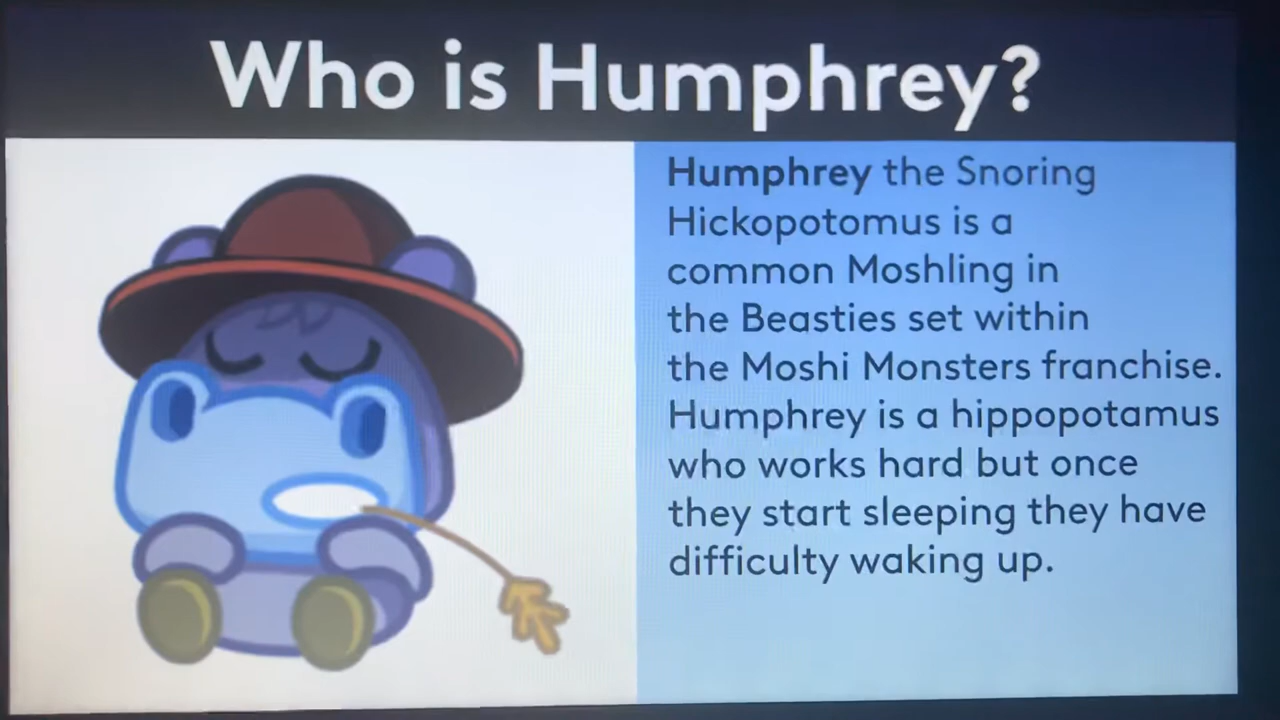 Who is Humphrey?
Humphrey the Snoring
Hickopotomus is a
common Moshling in
the Beasties set within
the Moshi Monsters franchise.
Humphrey is a hippopotamus
who works hard but once
they start sleeping they have
difficulty waking up.